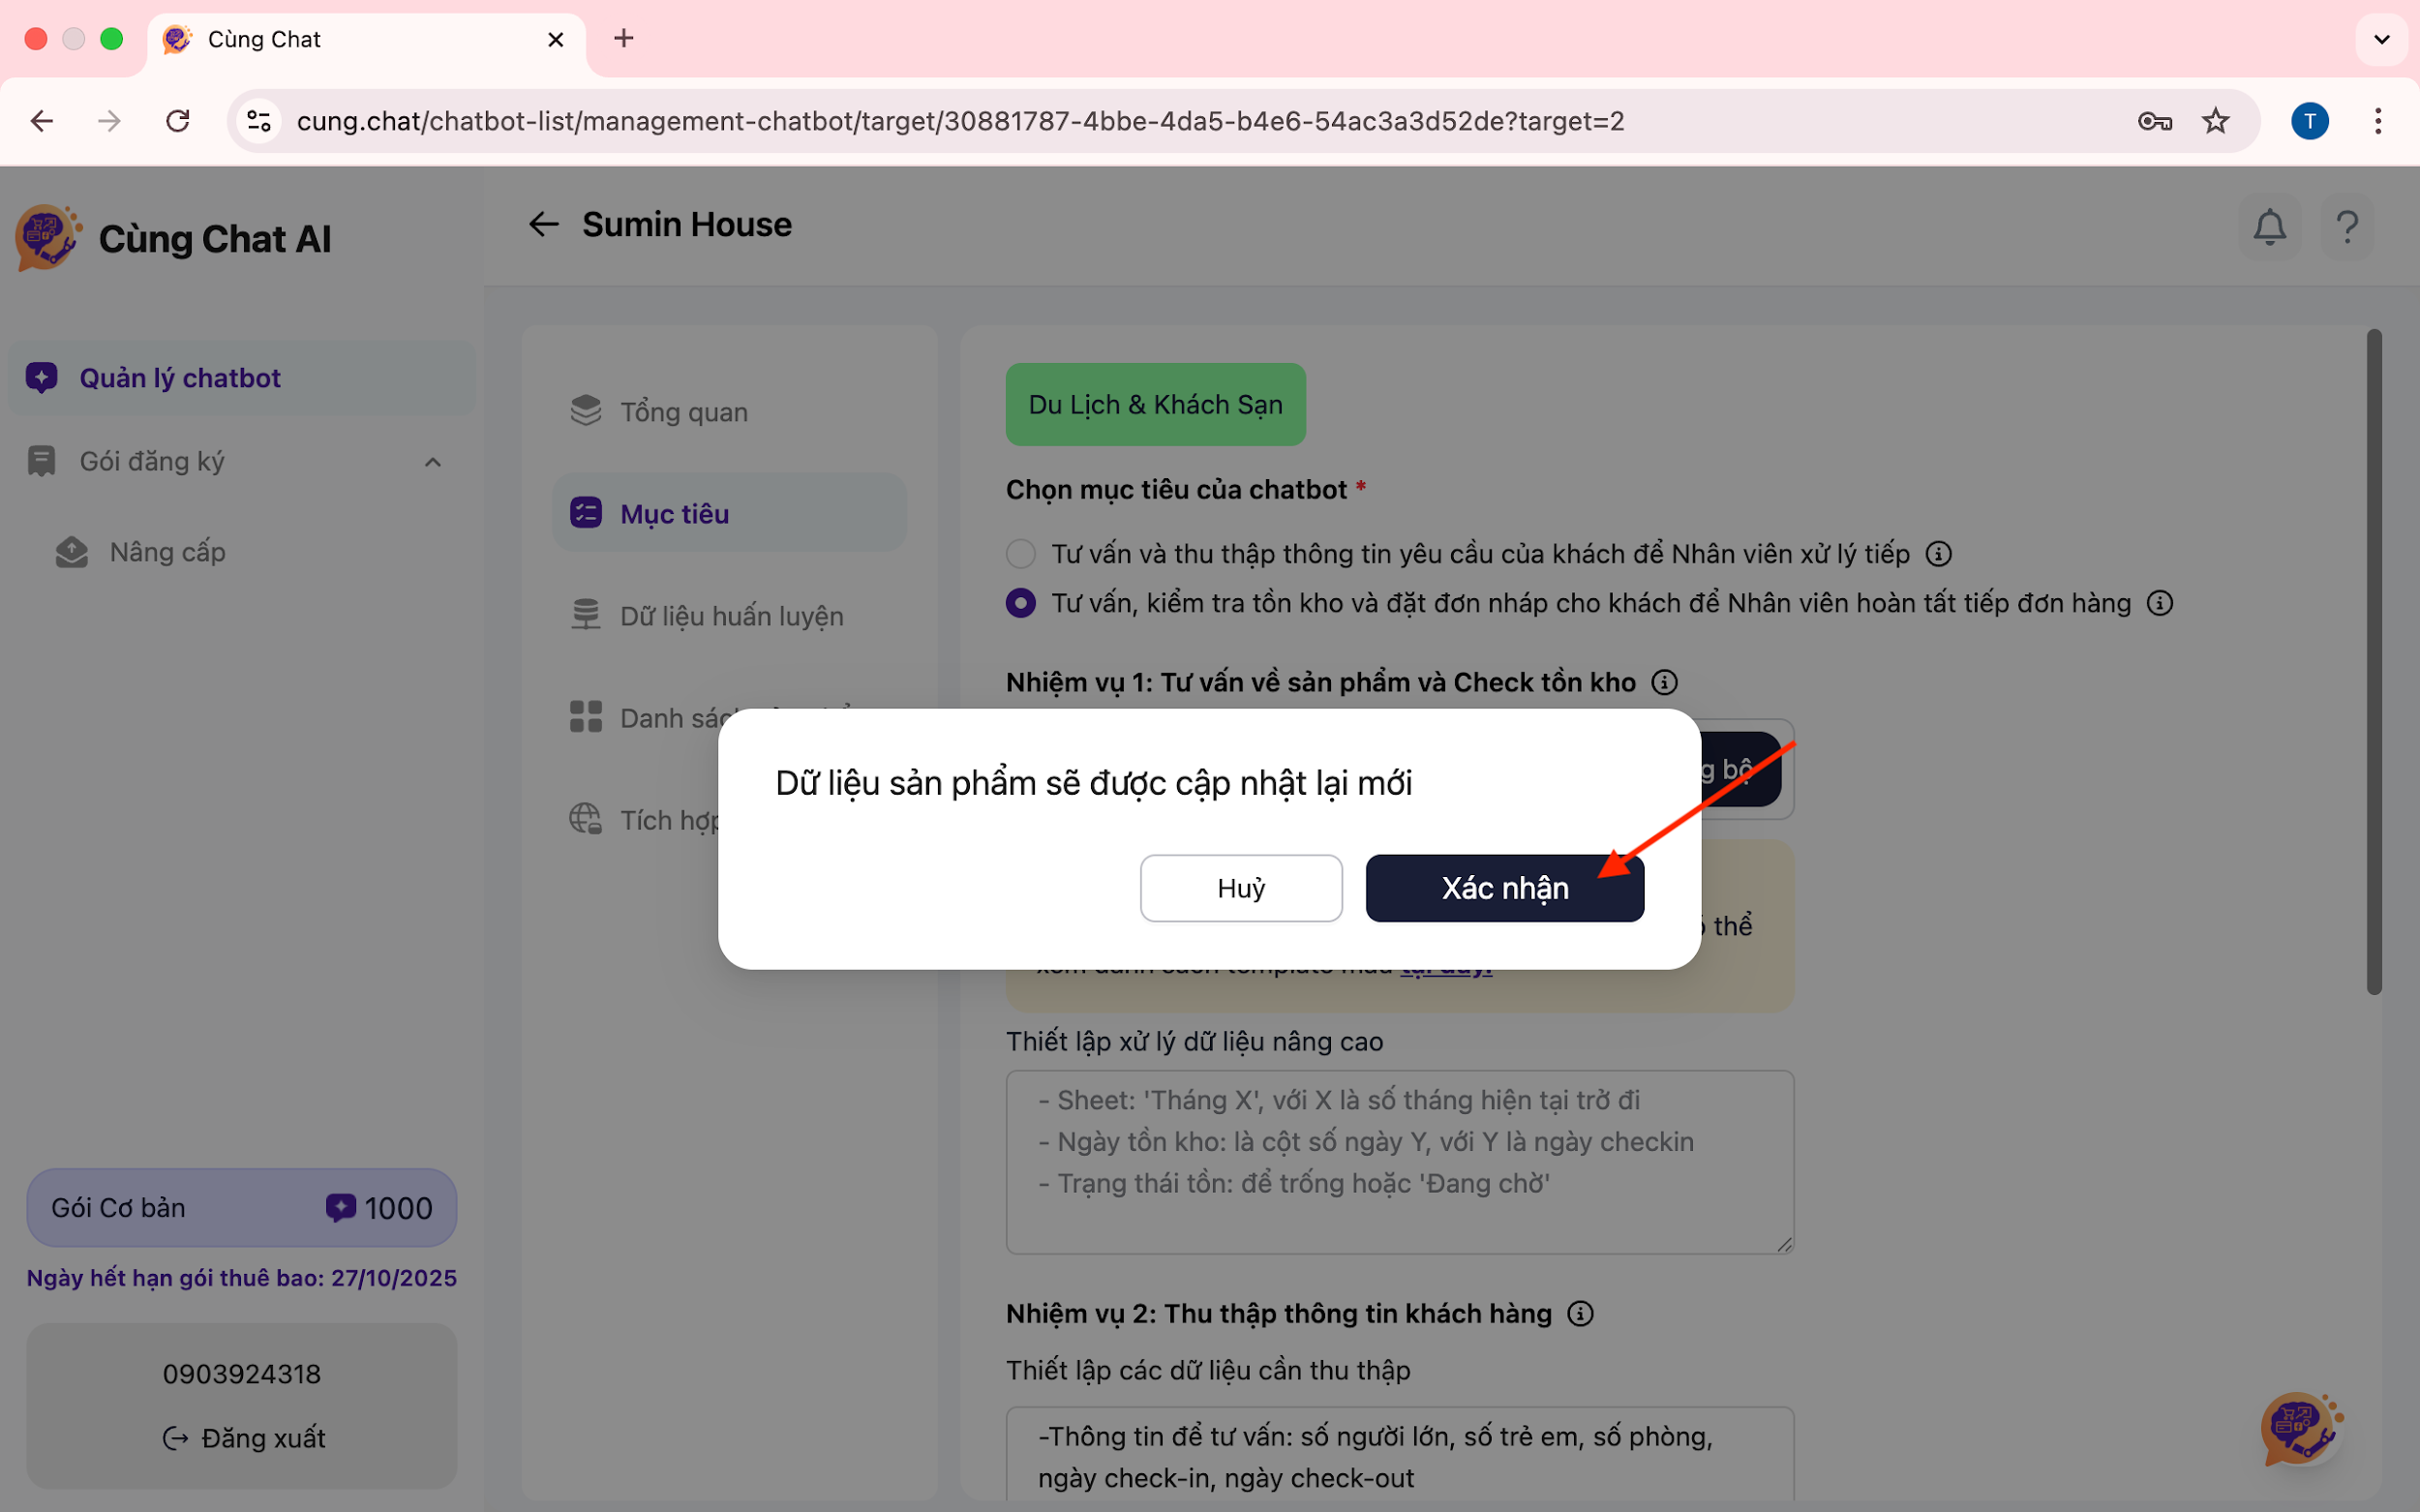 Cùng Chat
cung.chat/chatbot-list/management-chatbot/target/30881787-4bbe-4da5-b4e6-54ac3a3d52de?target=2
T
Cùng Chat AI
Quản lý chatbot
Gói đăng ký
Nâng cấp
Gói Cơ bản 1000
Ngày hết hạn gói thuê bao: 27/10/2025
0903924318
Đăng xuất
Sumin House
Tổng quan
Mục tiêu
Dữ liệu huấn luyện
Danh
Tích hợp
Du Lịch & Khách Sạn
Chọn mục tiêu của chatbot *
Tư vấn và thu thập thông tin yêu cầu của khách để Nhân viên xử lý tiếp
Tư vấn, kiểm tra tồn kho và đặt đơn nháp cho khách để Nhân viên hoàn tất tiếp đơn hàng
Nhiệm vụ 1: Tư vấn về sản phẩm và Check tồn kho
bộ
Dữ liệu sản phẩm sẽ được cập nhật lại mới
Huỷ
Xác nhận
thể
xem danh sách template mẫu tại đây!
Thiết lập xử lý dữ liệu nâng cao
- Sheet: 'Tháng X', với X là số tháng hiện tại trở đi
- Ngày tồn kho: là cột số ngày Y, với Y là ngày checkin
- Trạng thái tồn: để trống hoặc 'Đang chờ'
Nhiệm vụ 2: Thu thập thông tin khách hàng
Thiết lập các dữ liệu cần thu thập
-Thông tin để tư vấn: số người lớn, số trẻ em, số phòng,
ngày check-in, ngày check-out